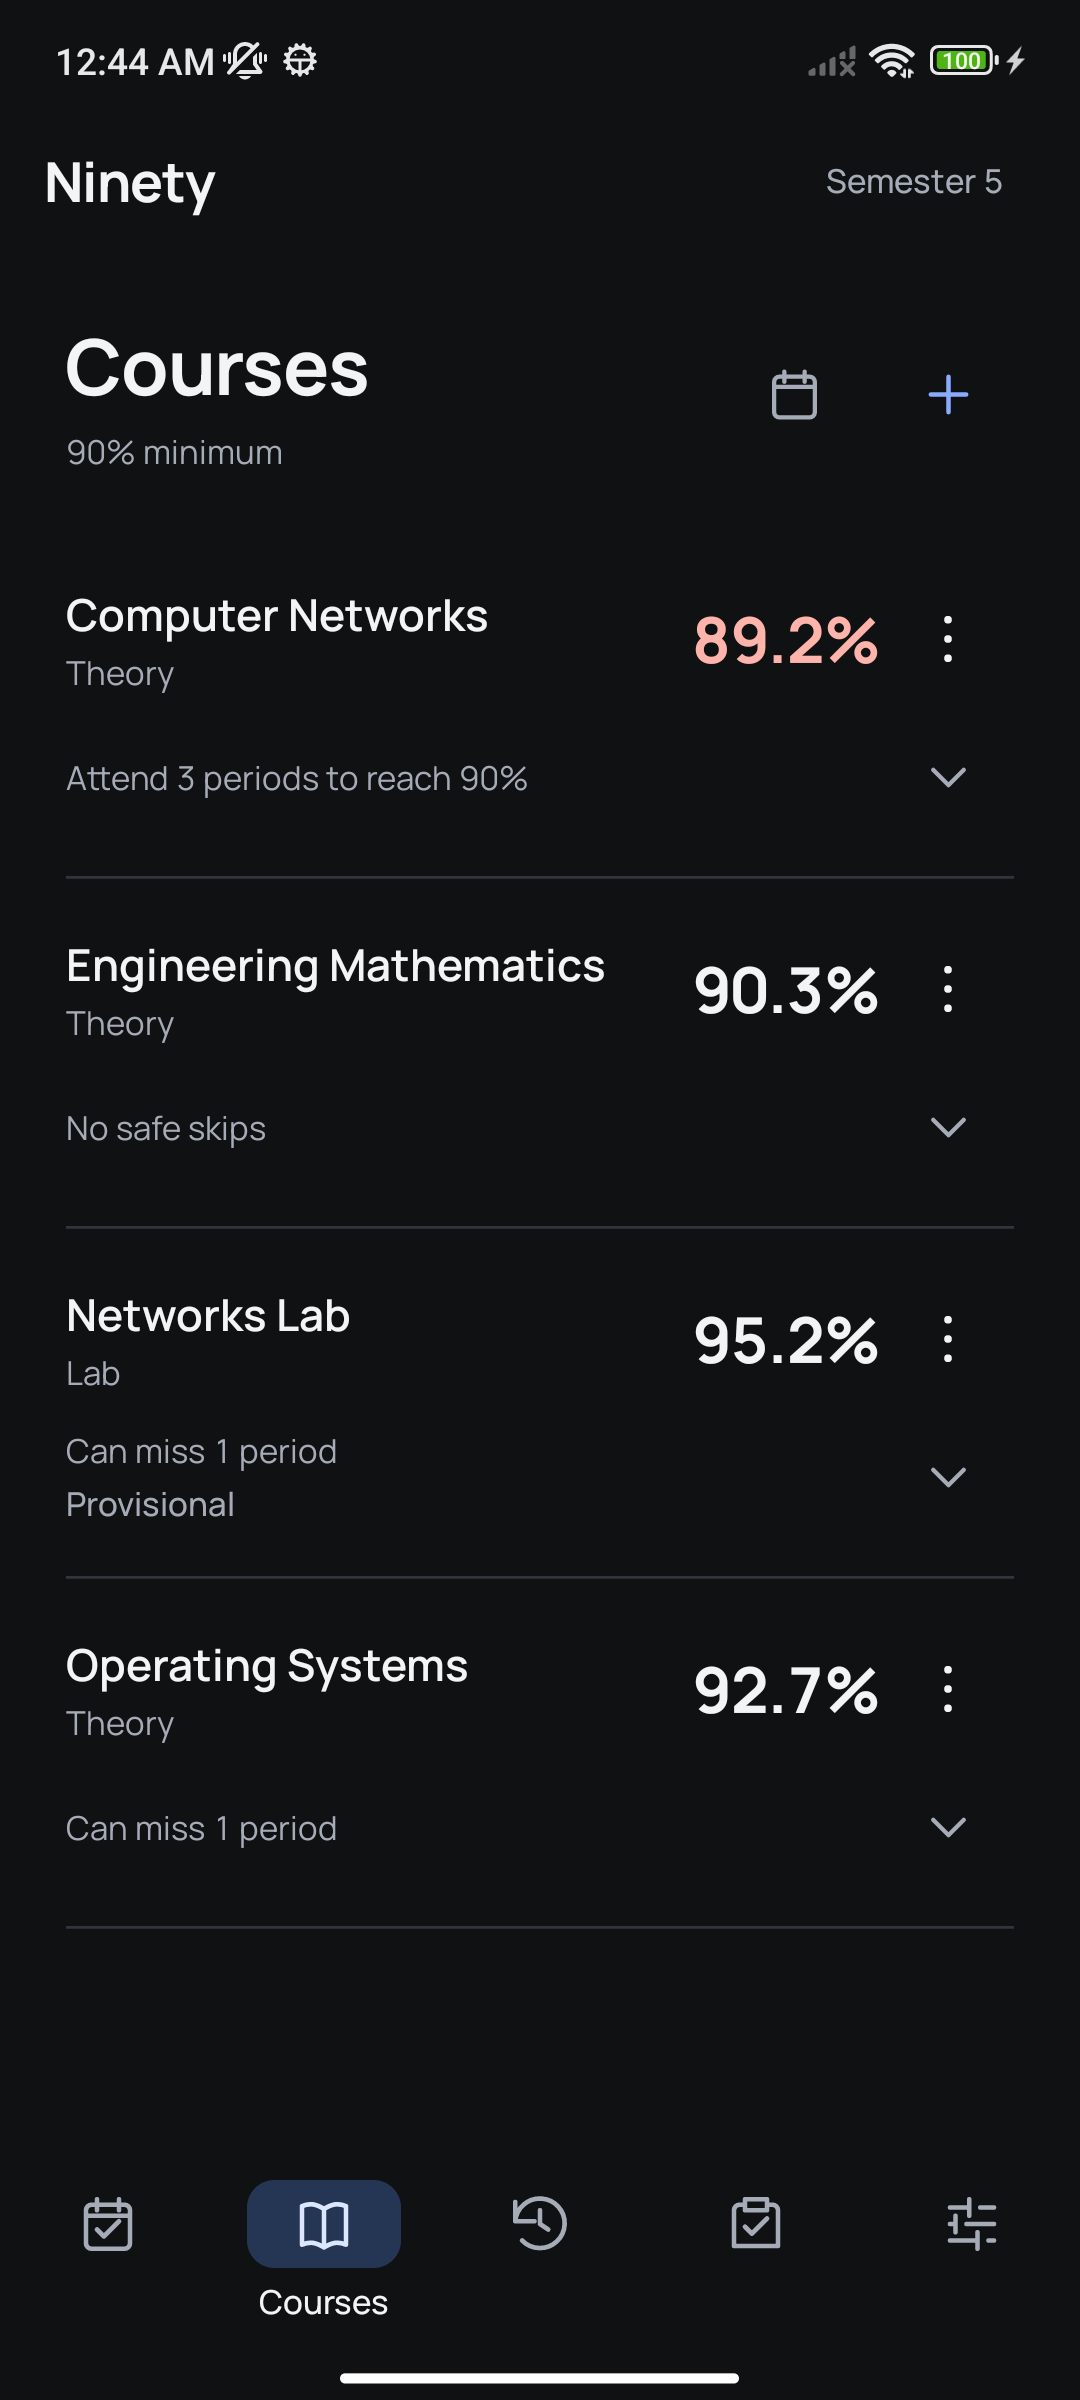 12:44 AM
100
Ninety
Semester 5
Courses
90% minimum
Computer Networks
89.2%
Theory
Attend 3 periods to reach 90%
Engineering Mathematics
90.3%
Theory
No safe skips
Networks Lab
95.2%
Lab
Can miss 1 period
Provisional
Operating Systems
92.7%
Theory
Can miss 1 period
Courses